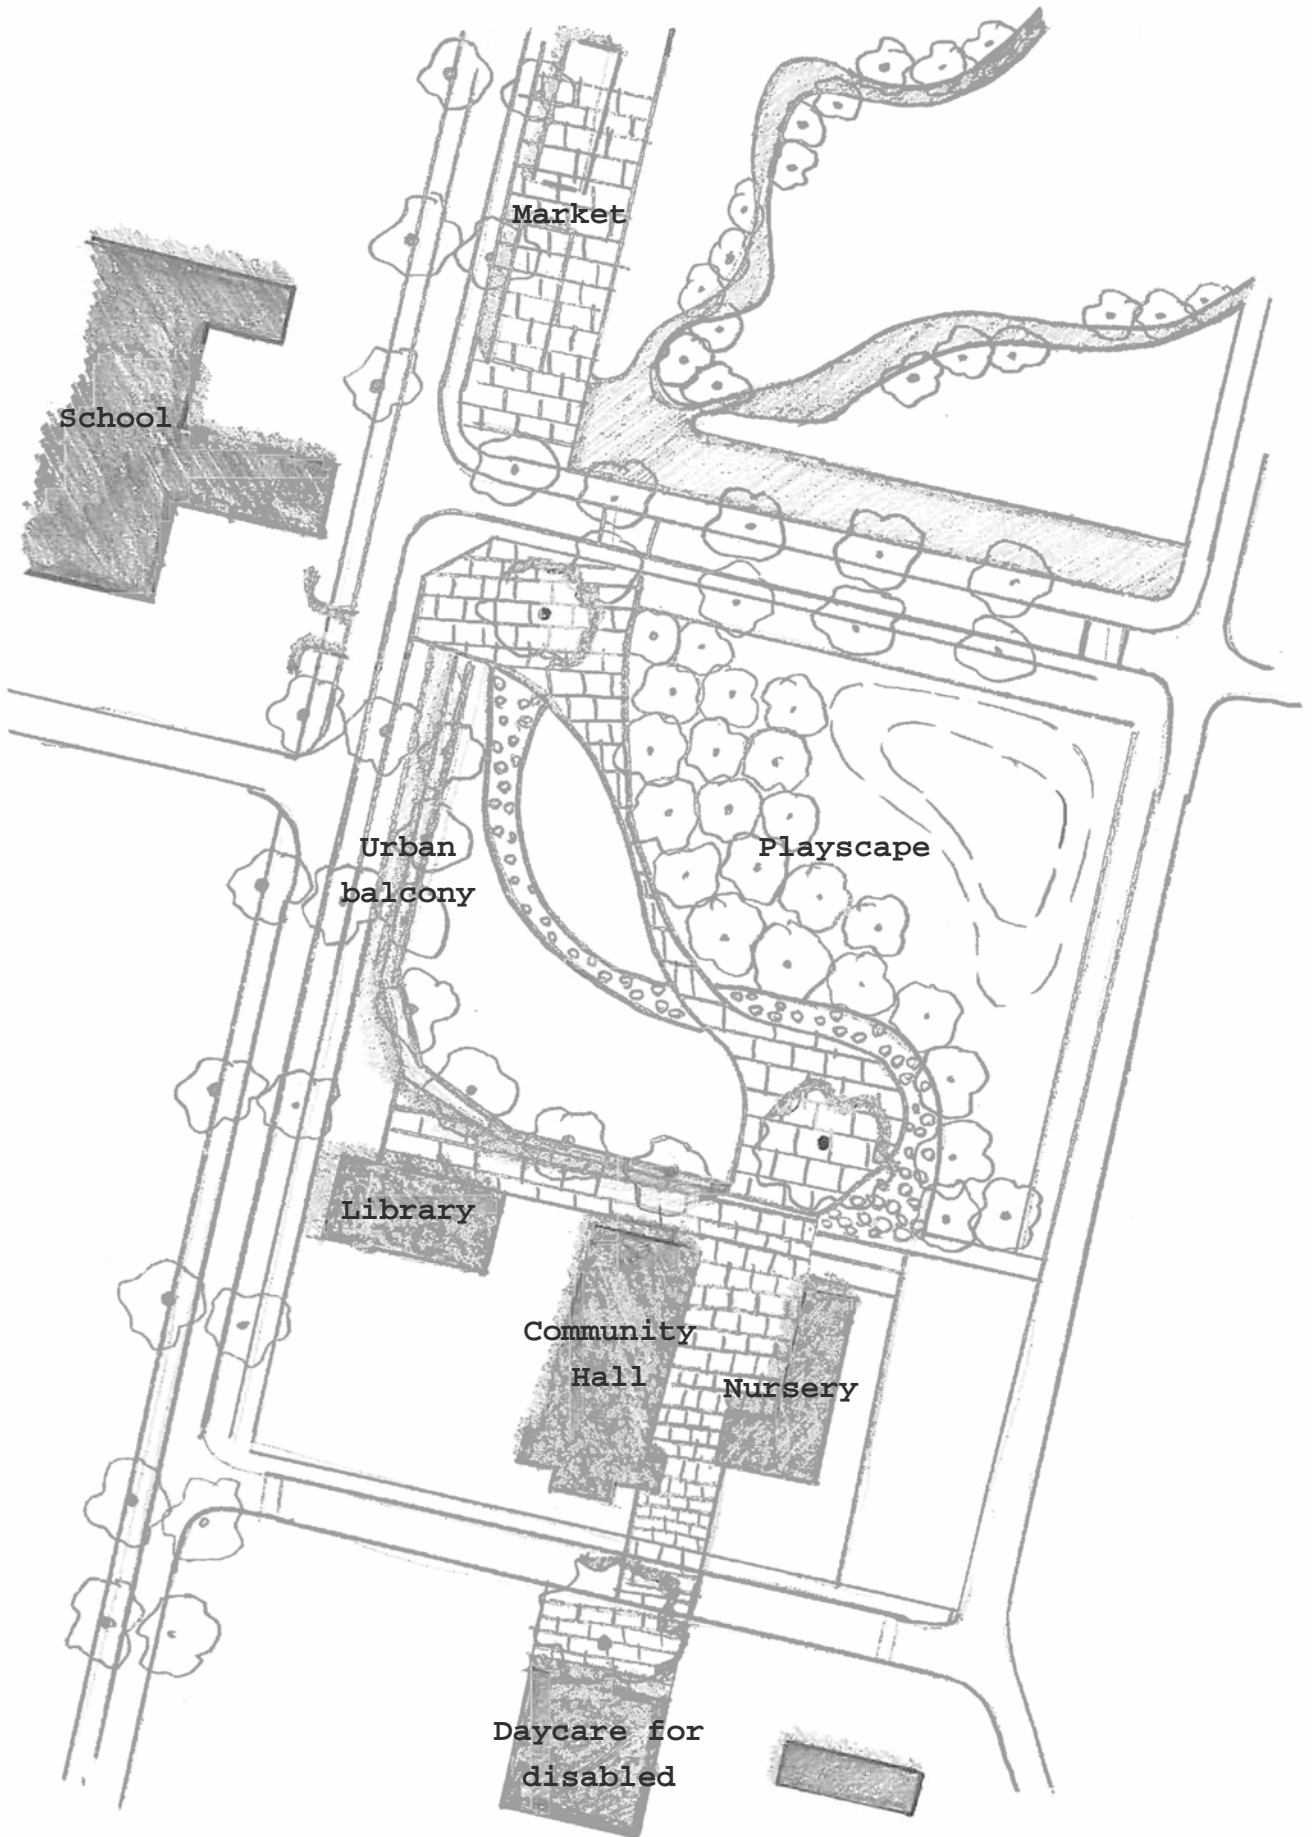 Market
School
Urban
balcony
Playscape
Library
Community
Hall
Nursery
Daycare for
disabled